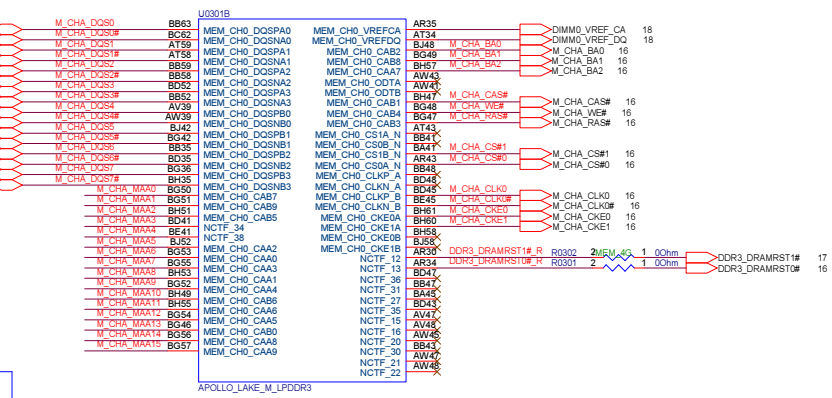 U0301B
M_CHA_DQS0 BB63 MEM_CH0_DQSPA0
M_CHA_DQS0# BC62 MEM_CH0_DQSNA0
M_CHA_DQS1 AT59 MEM_CH0_DQSPA1
M_CHA_DQS1# AT58 MEM_CH0_DQSNA1
M_CHA_DQS2 BB59 MEM_CH0_DQSPA2
M_CHA_DQS2# BB58 MEM_CH0_DQSNA2
M_CHA_DQS3 BD52 MEM_CH0_DQSPA3
M_CHA_DQS3# BB52 MEM_CH0_DQSNA3
M_CHA_DQS4 AV39 MEM_CH0_DQSPB0
M_CHA_DQS4# AW39 MEM_CH0_DQSNB0
M_CHA_DQS5 BJ42 MEM_CH0_DQSPB1
M_CHA_DQS5# BG42 MEM_CH0_DQSNB1
M_CHA_DQS6 BB35 MEM_CH0_DQSPB2
M_CHA_DQS6# BD35 MEM_CH0_DQSNB2
M_CHA_DQS7 BG36 MEM_CH0_DQSPB3
M_CHA_DQS7# BH35 MEM_CH0_DQSNB3
M_CHA_MAA0 BG50 MEM_CH0_CAB7
M_CHA_MAA1 BG51 MEM_CH0_CAB9
M_CHA_MAA2 BH51 MEM_CH0_CAB5
M_CHA_MAA3 BD41 NCTF_34
M_CHA_MAA4 BE41 NCTF_38
M_CHA_MAA5 BJ52 MEM_CH0_CAA2
M_CHA_MAA6 BG53 MEM_CH0_CAA0
M_CHA_MAA7 BG55 MEM_CH0_CAA3
M_CHA_MAA8 BH53 MEM_CH0_CAA1
M_CHA_MAA9 BG52 MEM_CH0_CAA4
M_CHA_MAA10 BH49 MEM_CH0_CAB6
M_CHA_MAA11 BH55 MEM_CH0_CAA6
M_CHA_MAA12 BG54 MEM_CH0_CAA5
M_CHA_MAA13 BG46 MEM_CH0_CAB0
M_CHA_MAA14 BG56 MEM_CH0_CAA8
M_CHA_MAA15 BG57 MEM_CH0_CAA9
MEM_CH0_VREFCA AR35 DIMM0_VREF_CA 18
MEM_CH0_VREFDQ AT34 DIMM0_VREF_DQ 18
MEM_CH0_CAB2 BJ48 M_CHA_BA0 M_CHA_BA0 16
MEM_CH0_CAB8 BG49 M_CHA_BA1 M_CHA_BA1 16
MEM_CH0_CAA7 BH57 M_CHA_BA2 M_CHA_BA2 16
MEM_CH0_ODTA AW43
MEM_CH0_ODTB AW41
MEM_CH0_CAB1 BH47 M_CHA_CAS# M_CHA_CAS# 16
MEM_CH0_CAB4 BG48 M_CHA_WE# M_CHA_WE# 16
MEM_CH0_CAB3 BG47 M_CHA_RAS# M_CHA_RAS# 16
MEM_CH0_CS1A_N AT43
MEM_CH0_CS0B_N BB41
MEM_CH0_CS1B_N BA41 M_CHA_CS#1 M_CHA_CS#1 16
MEM_CH0_CS0A_N AR43 M_CHA_CS#0 M_CHA_CS#0 16
MEM_CH0_CLKP_A BB48
MEM_CH0_CLKN_A BD48
MEM_CH0_CLKP_B BD45 M_CHA_CLK0 M_CHA_CLK0 16
MEM_CH0_CLKN_B BE45 M_CHA_CLK0# M_CHA_CLK0# 16
MEM_CH0_CKE0A BH61 M_CHA_CKE0 M_CHA_CKE0 16
MEM_CH0_CKE1A BH60 M_CHA_CKE1 M_CHA_CKE1 16
MEM_CH0_CKE0B BH58
MEM_CH0_CKE1B BJ58
NCTF_12 AR30 DDR3_DRAMRST1#_R R0302 2 MEM_4G 1 0Ohm DDR3_DRAMRST1# 17
NCTF_13 AR34 DDR3_DRAMRST0#_R R0301 2 1 0Ohm DDR3_DRAMRST0# 16
NCTF_36 BD47
NCTF_31 BB47
NCTF_27 BA45
NCTF_35 BD43
NCTF_15 AV47
NCTF_16 AV48
NCTF_20 AW45
NCTF_30 BB43
NCTF_21 AW47
NCTF_22 AW48
APOLLO_LAKE_M_LPDDR3